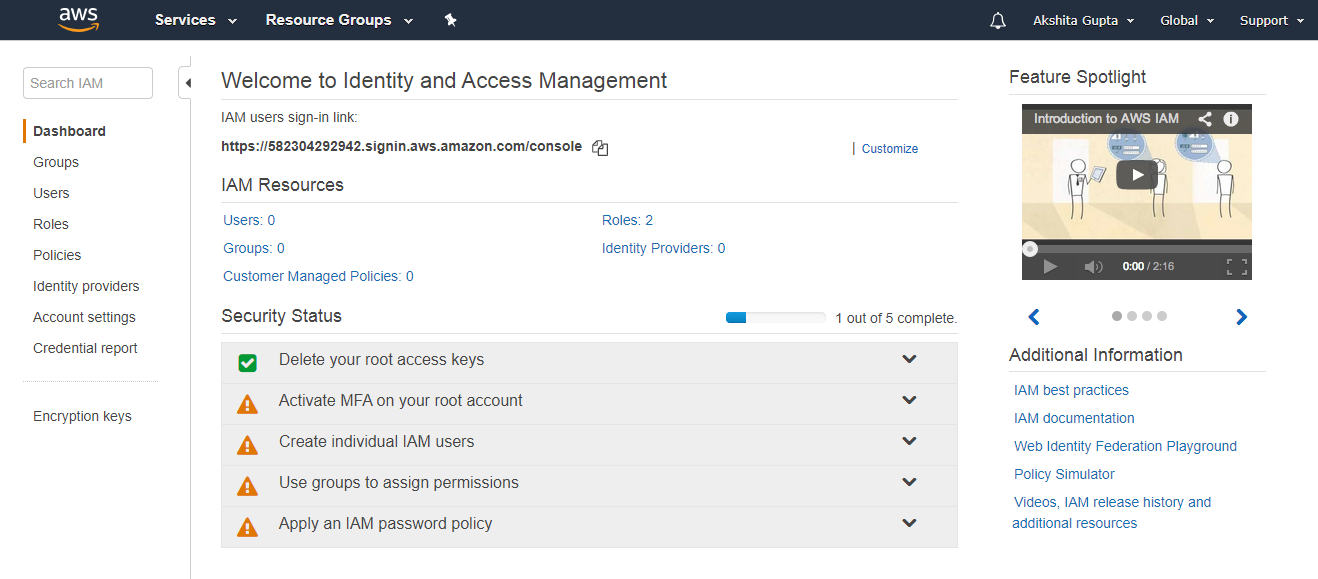 aws
Services
Resource Groups
Akshita Gupta
Global
Support
Search IAM
Dashboard
Groups
Users
Roles
Policies
Identity providers
Account settings
Credential report
Encryption keys
Welcome to Identity and Access Management
IAM users sign-in link:
https://582304292942.signin.aws.amazon.com/console
| Customize
IAM Resources
Users: 0
Roles: 2
Groups: 0
Identity Providers: 0
Customer Managed Policies: 0
Security Status
1 out of 5 complete.
Delete your root access keys
Activate MFA on your root account
Create individual IAM users
Use groups to assign permissions
Apply an IAM password policy
Feature Spotlight
Introduction to AWS IAM
0:00 / 2:16
Additional Information
IAM best practices
IAM documentation
Web Identity Federation Playground
Policy Simulator
Videos, IAM release history and
additional resources